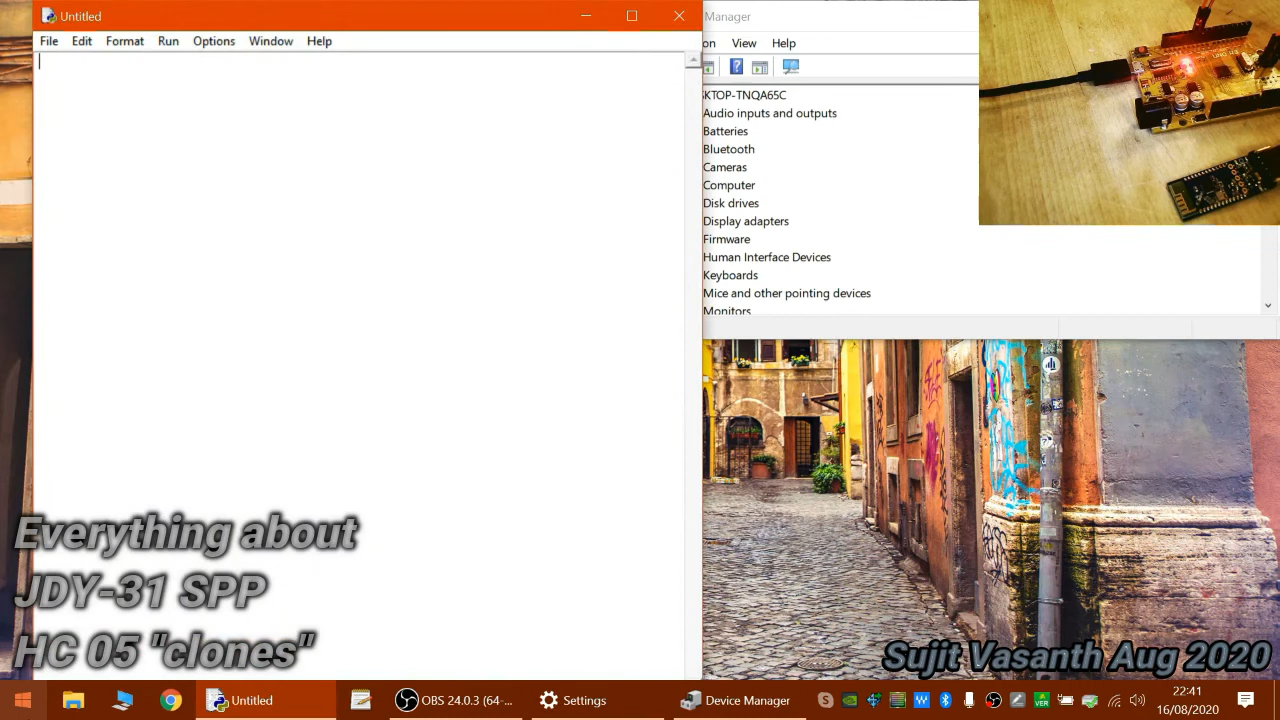 Untitled
File Edit Format Run Options Window Help
Manager
on View Help
KTOP-TNQA65C
Audio inputs and outputs
Batteries
Bluetooth
Cameras
Computer
Disk drives
Display adapters
Firmware
Human Interface Devices
Keyboards
Mice and other pointing devices
Monitors
Everything about
JDY-31 SPP
HC 05 "clones"
Sujit Vasanth Aug 2020
Untitled OBS 24.0.3 (64-... Settings Device Manager VER 22:41
16/08/2020